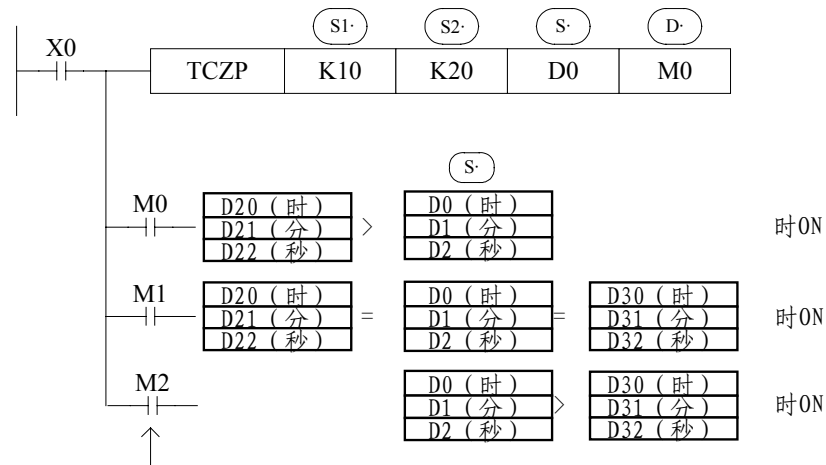 S1· S2· S· D·
X0
TCZP K10 K20 D0 M0
S·
M0
D20 (时) > D0 (时) 时ON
D21 (分) D1 (分)
D22 (秒) D2 (秒)
M1
D20 (时) D0 (时) D30 (时)
D21 (分) = D1 (分) = D31 (分) 时ON
D22 (秒) D2 (秒) D32 (秒)
M2
D0 (时) D30 (时)
D1 (分) > D31 (分) 时ON
D2 (秒) D32 (秒)